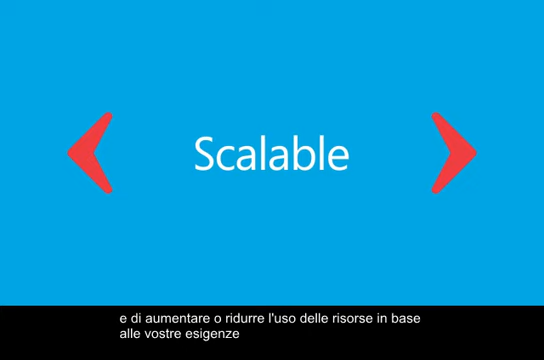 Scalable
e di aumentare o ridurre l'uso delle risorse in base
alle vostre esigenze